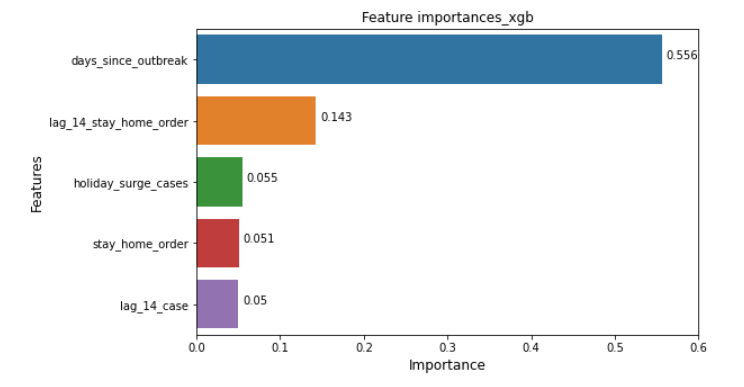 Feature importances_xgb
days_since_outbreak
0.556
lag_14_stay_home_order
0.143
holiday_surge_cases
0.055
stay_home_order
0.051
lag_14_case
0.05
Features
0.0 0.1 0.2 0.3 0.4 0.5 0.6
Importance